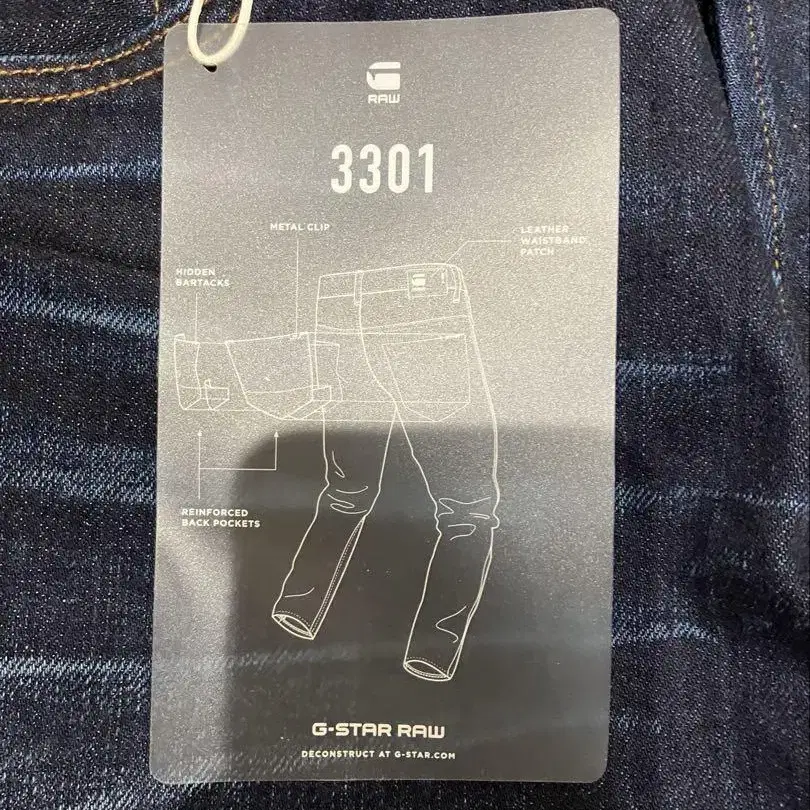 RAW
3301
METAL CLIP
LEATHER
WAISTBAND
PATCH
HIDDEN
BARTACKS
REINFORCED
BACK POCKETS
G-STAR RAW
DECONSTRUCT AT G-STAR.COM